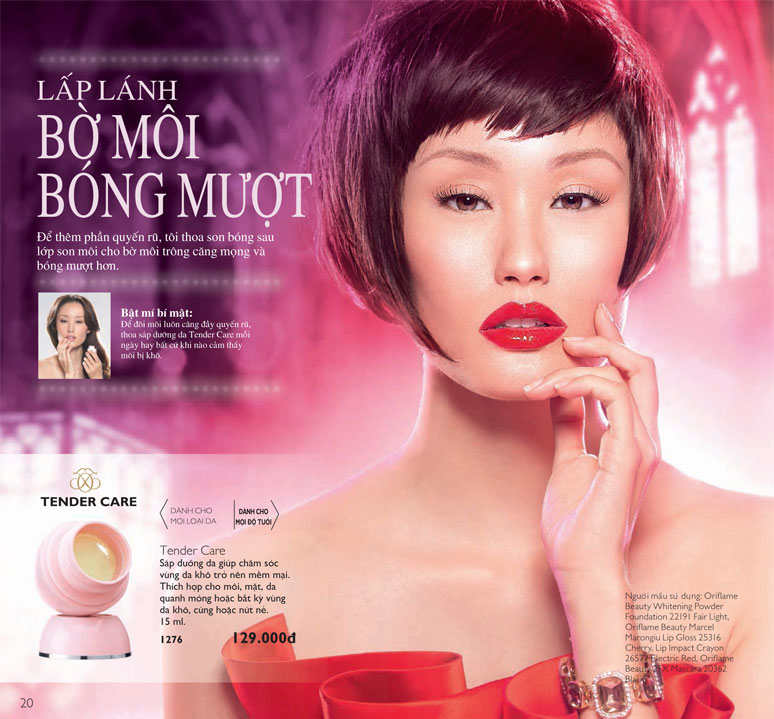 LẤP LÁNH
BỜ MÔI
BÓNG MƯỢT
Để thêm phần quyến rũ, tôi thoa son bóng sau
lớp son môi cho bờ môi trông căng mọng và
bóng mượt hơn.
Bật mí bí mật:
Để đôi môi luôn căng đầy quyến rũ,
thoa sáp dưỡng da Tender Care mỗi
ngày hay bất cứ khi nào cảm thấy
môi bị khô.
TENDER CARE
DÀNH CHO
MỌI LOẠI DA
DÀNH CHO
MỌI ĐỘ TUỔI
Tender Care
Sáp dưỡng da giúp chăm sóc
vùng da khô trở nên mềm mại.
Thích hợp cho môi, mặt, da
quanh móng hoặc bất kỳ vùng
da khô, cứng hoặc nứt nẻ.
15 ml.
1276 129.000đ
Người mẫu sử dụng: Oriflame
Beauty Whitening Powder
Foundation 22191 Fair Light,
Oriflame Beauty Marcel
Marongiu Lip Gloss 25316
Cherry, Lip Impact Crayon
Electric Red, Oriflame
Mascara 20362
20